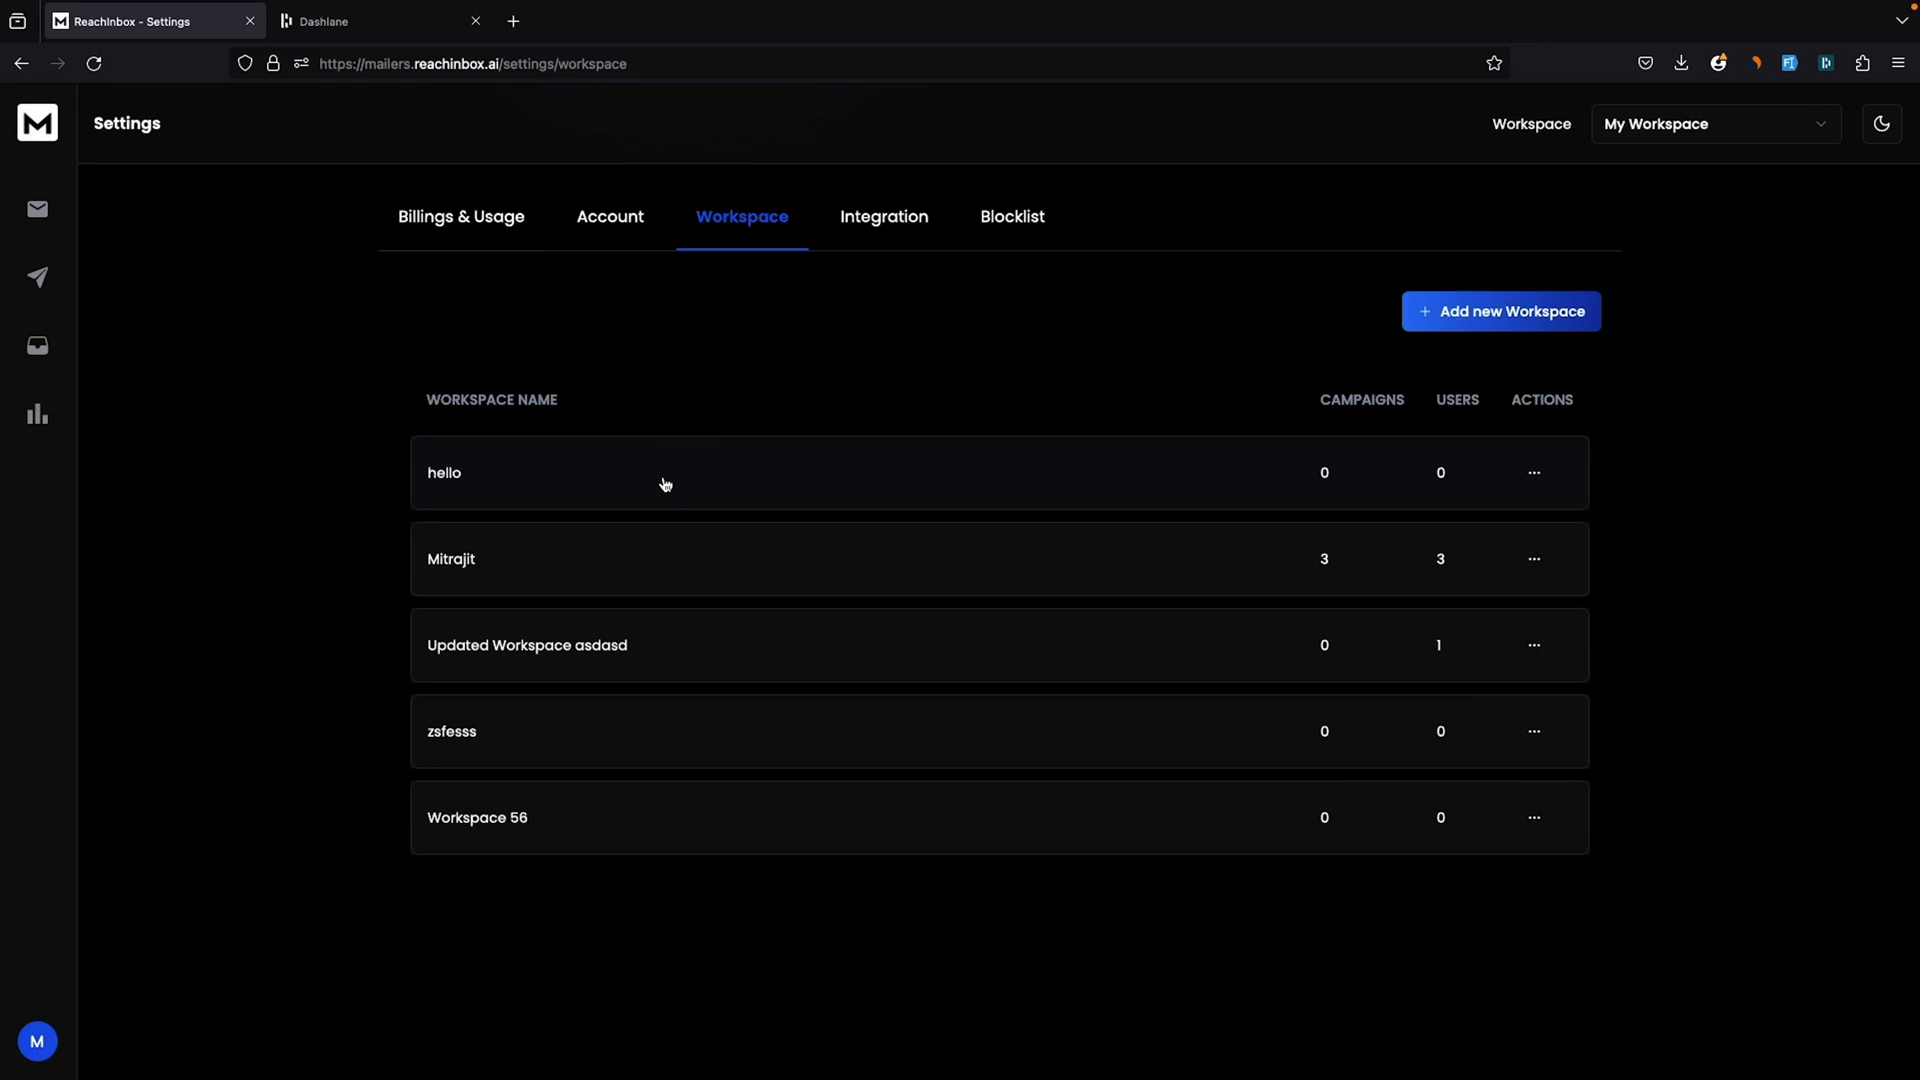 ReachInbox - Settings
Dashlane
https://mailers.reachinbox.ai/settings/workspace
M
Settings
Workspace
My Workspace
Billings & Usage
Account
Workspace
Integration
Blocklist
+ Add new Workspace
WORKSPACE NAME CAMPAIGNS USERS ACTIONS
hello 0 0 ...
Mitrajit 3 3 ...
Updated Workspace asdasd 0 1 ...
zsfesss 0 0 ...
Workspace 56 0 0 ...
M